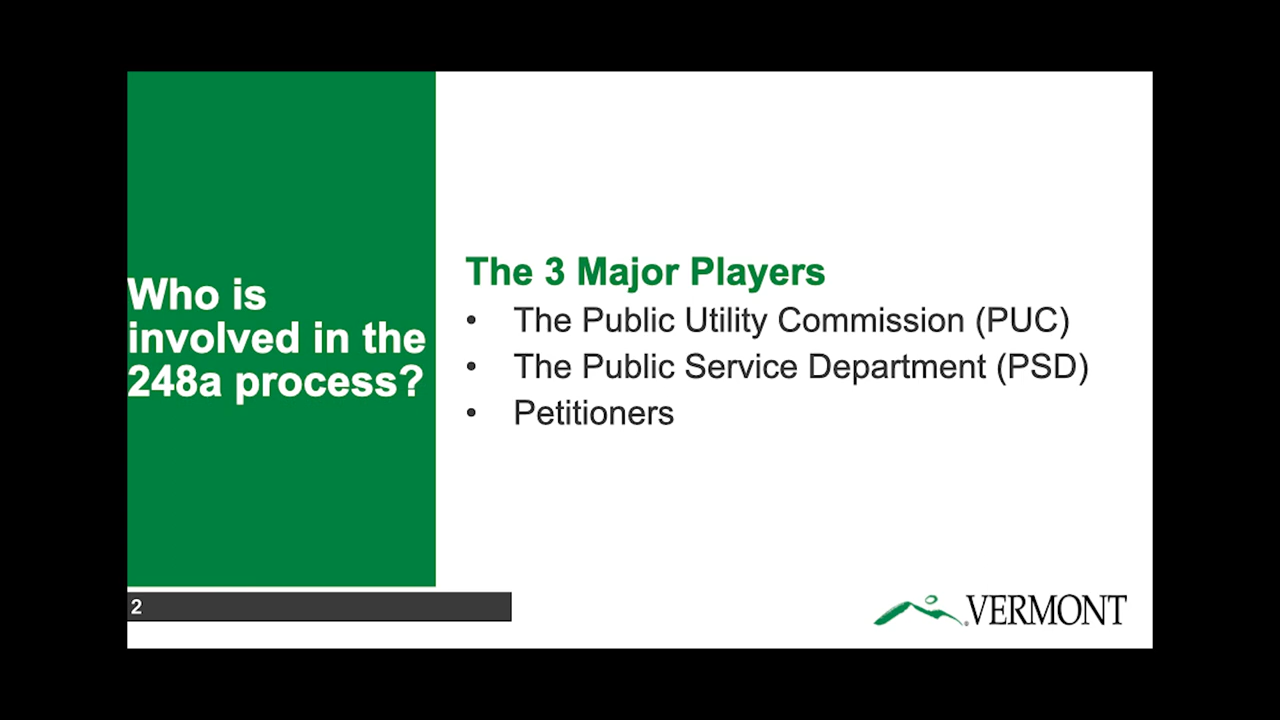 Who is
involved in the
248a process?
The 3 Major Players
• The Public Utility Commission (PUC)
• The Public Service Department (PSD)
• Petitioners
2
VERMONT